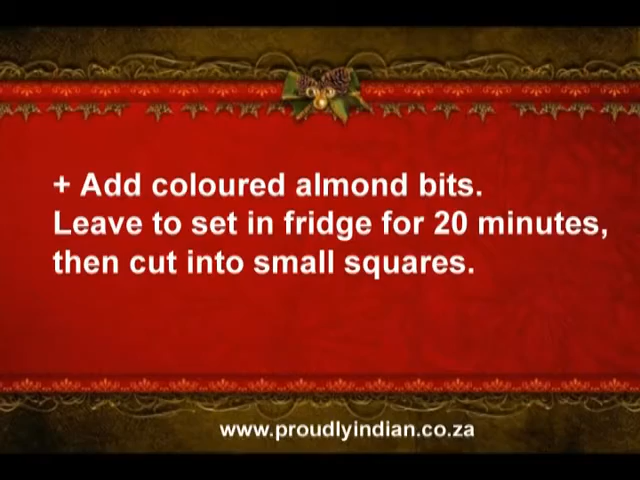 + Add coloured almond bits.
Leave to set in fridge for 20 minutes,
then cut into small squares.
www.proudlyindian.co.za